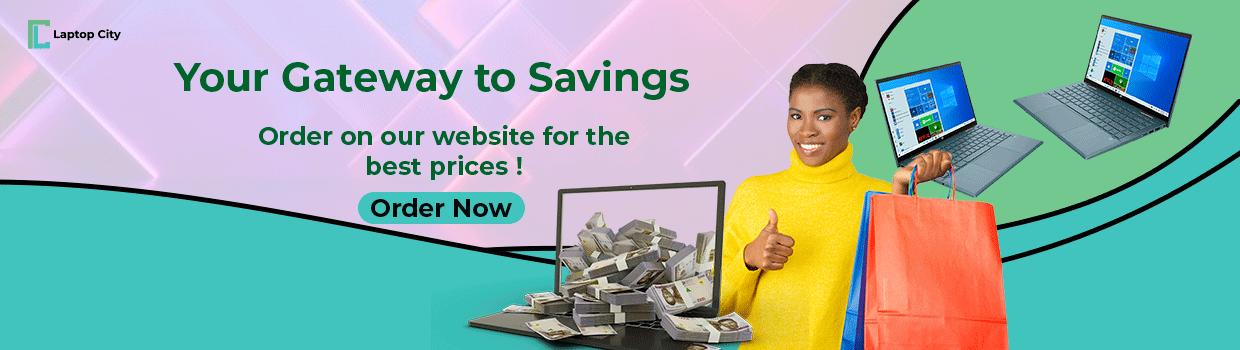 Laptop City
Your Gateway to Savings
Order on our website for the
best prices !
Order Now